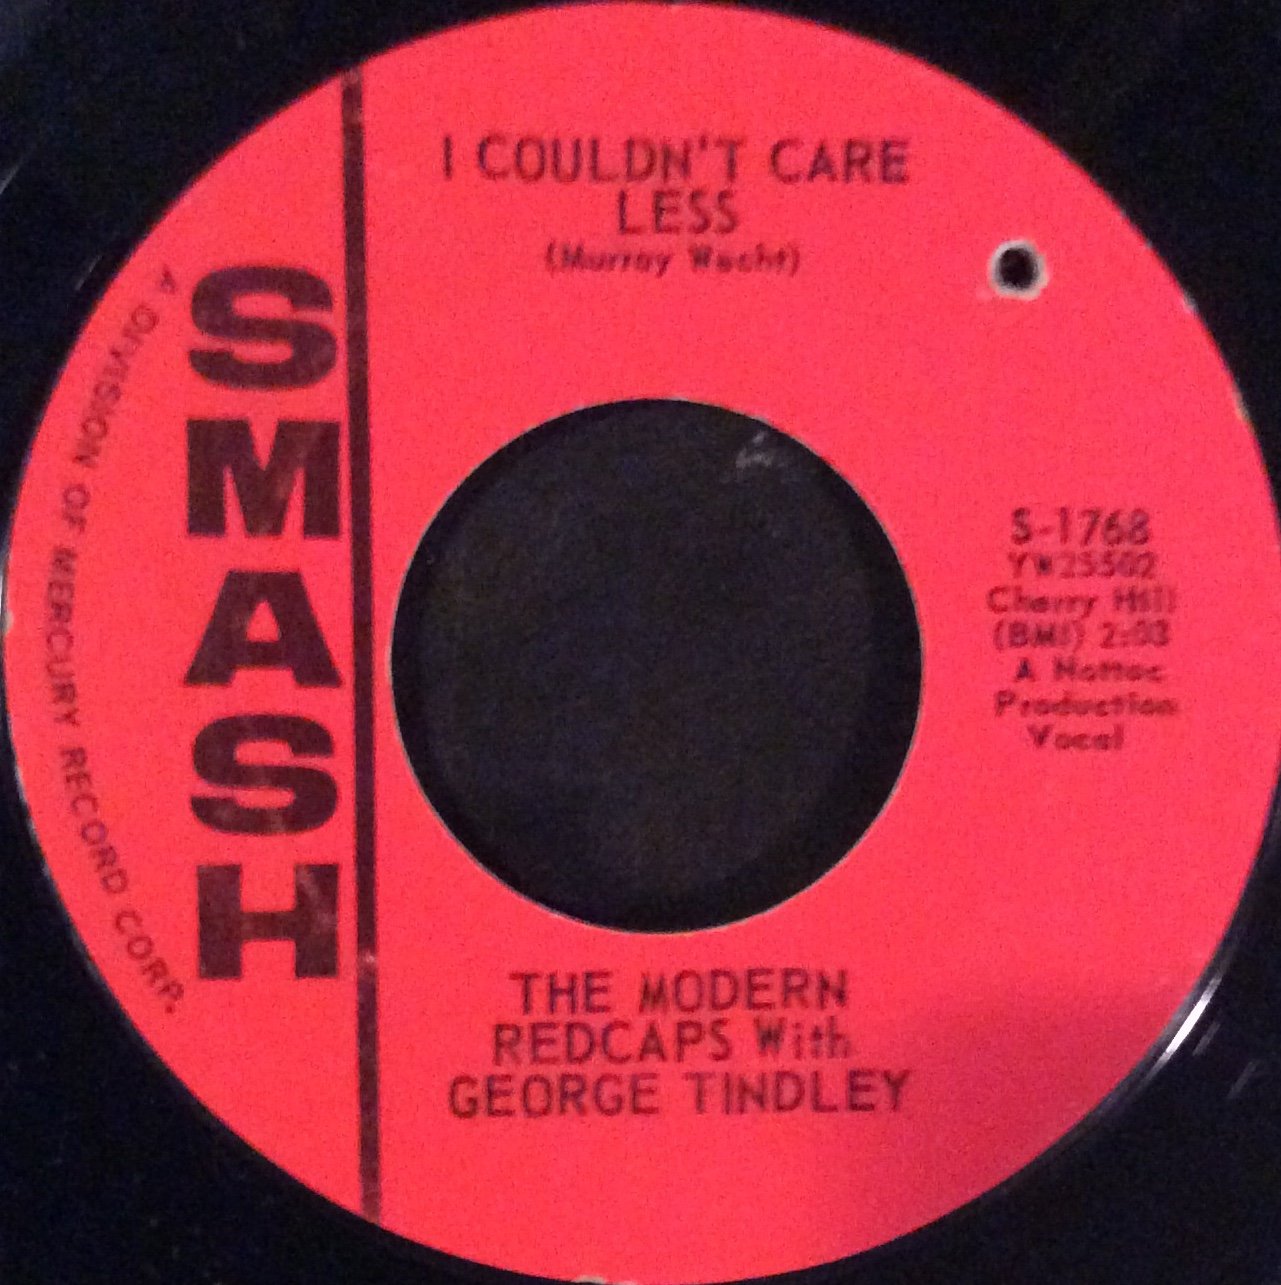 I COULDN'T CARE
LESS
(Murray Wecht)
SMASH
A DIVISION OF MERCURY RECORD CORP.
S-1768
YW25502
Cherry Hill
(BMI) 2:03
A Nattoc
Production
Vocal
THE MODERN
REDCAPS With
GEORGE TINDLEY